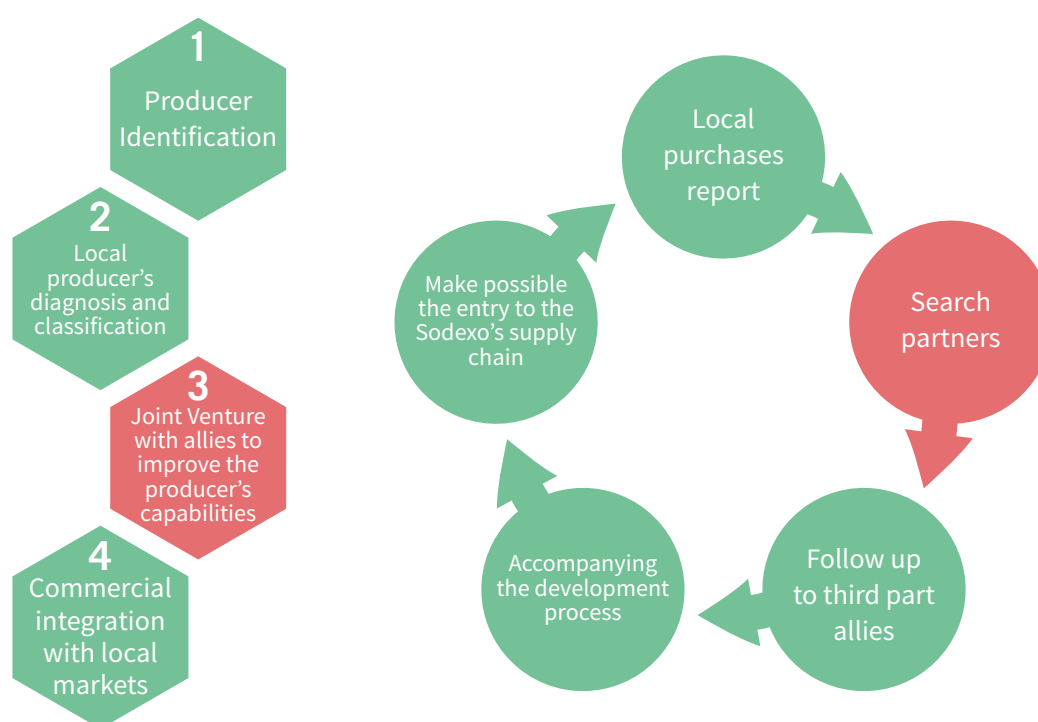 1
Producer
Identification
2
Local
producer’s
diagnosis and
classification
3
Joint Venture
with allies to
improve the
producer’s
capabilities
4
Commercial
integration
with local
markets
Local
purchases
report
Search
partners
Follow up
to third part
allies
Accompanying
the development
process
Make possible
the entry to the
Sodexo’s supply
chain